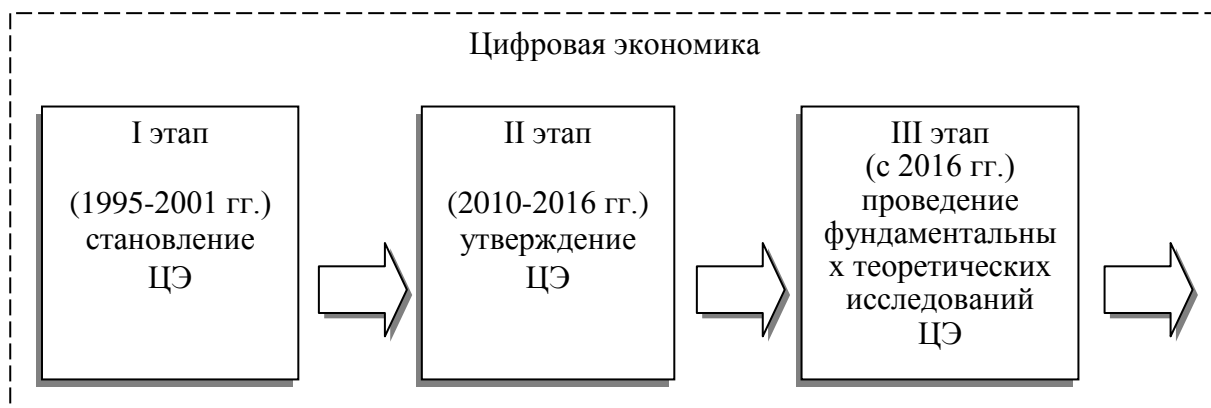 Цифровая экономика
I этап
(1995-2001 гг.)
становление
ЦЭ
II этап
(2010-2016 гг.)
утверждение
ЦЭ
III этап
(с 2016 гг.)
проведение
фундаментальны
х теоретических
исследований
ЦЭ